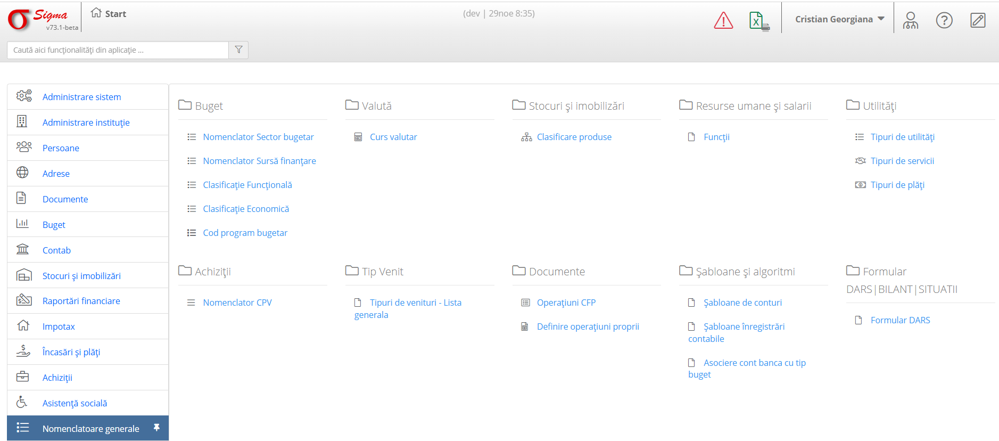 σ Sigma
v73.1-beta
Start
(dev | 29noe 8:35)
Cristian Georgiana
Caută aici funcționalități din aplicație ...
Administrare sistem
Administrare instituție
Persoane
Adrese
Documente
Buget
Contab
Stocuri și imobilizări
Raportări financiare
Impotax
Încasări și plăți
Achiziții
Asistență socială
Nomenclatoare generale
Buget
Nomenclator Sector bugetar
Nomenclator Sursă finanțare
Clasificație Funcțională
Clasificație Economică
Cod program bugetar
Valută
Curs valutar
Stocuri și imobilizări
Clasificare produse
Resurse umane și salarii
Funcții
Utilități
Tipuri de utilități
Tipuri de servicii
Tipuri de plăți
Achiziții
Nomenclator CPV
Tip Venit
Tipuri de venituri - Lista
generala
Documente
Operațiuni CFP
Definire operațiuni proprii
Șabloane și algoritmi
Șabloane de conturi
Șabloane înregistrări
contabile
Asociere cont banca cu tip
buget
Formular
DARS|BILANT|SITUATII
Formular DARS